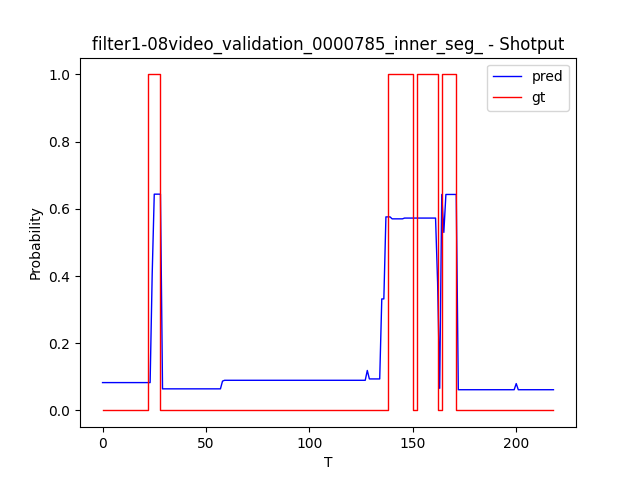 filter1-08video_validation_0000785_inner_seg_ - Shotput
pred
gt
1.0
0.8
0.6
0.4
0.2
0.0
Probability
0
50
100
150
200
T